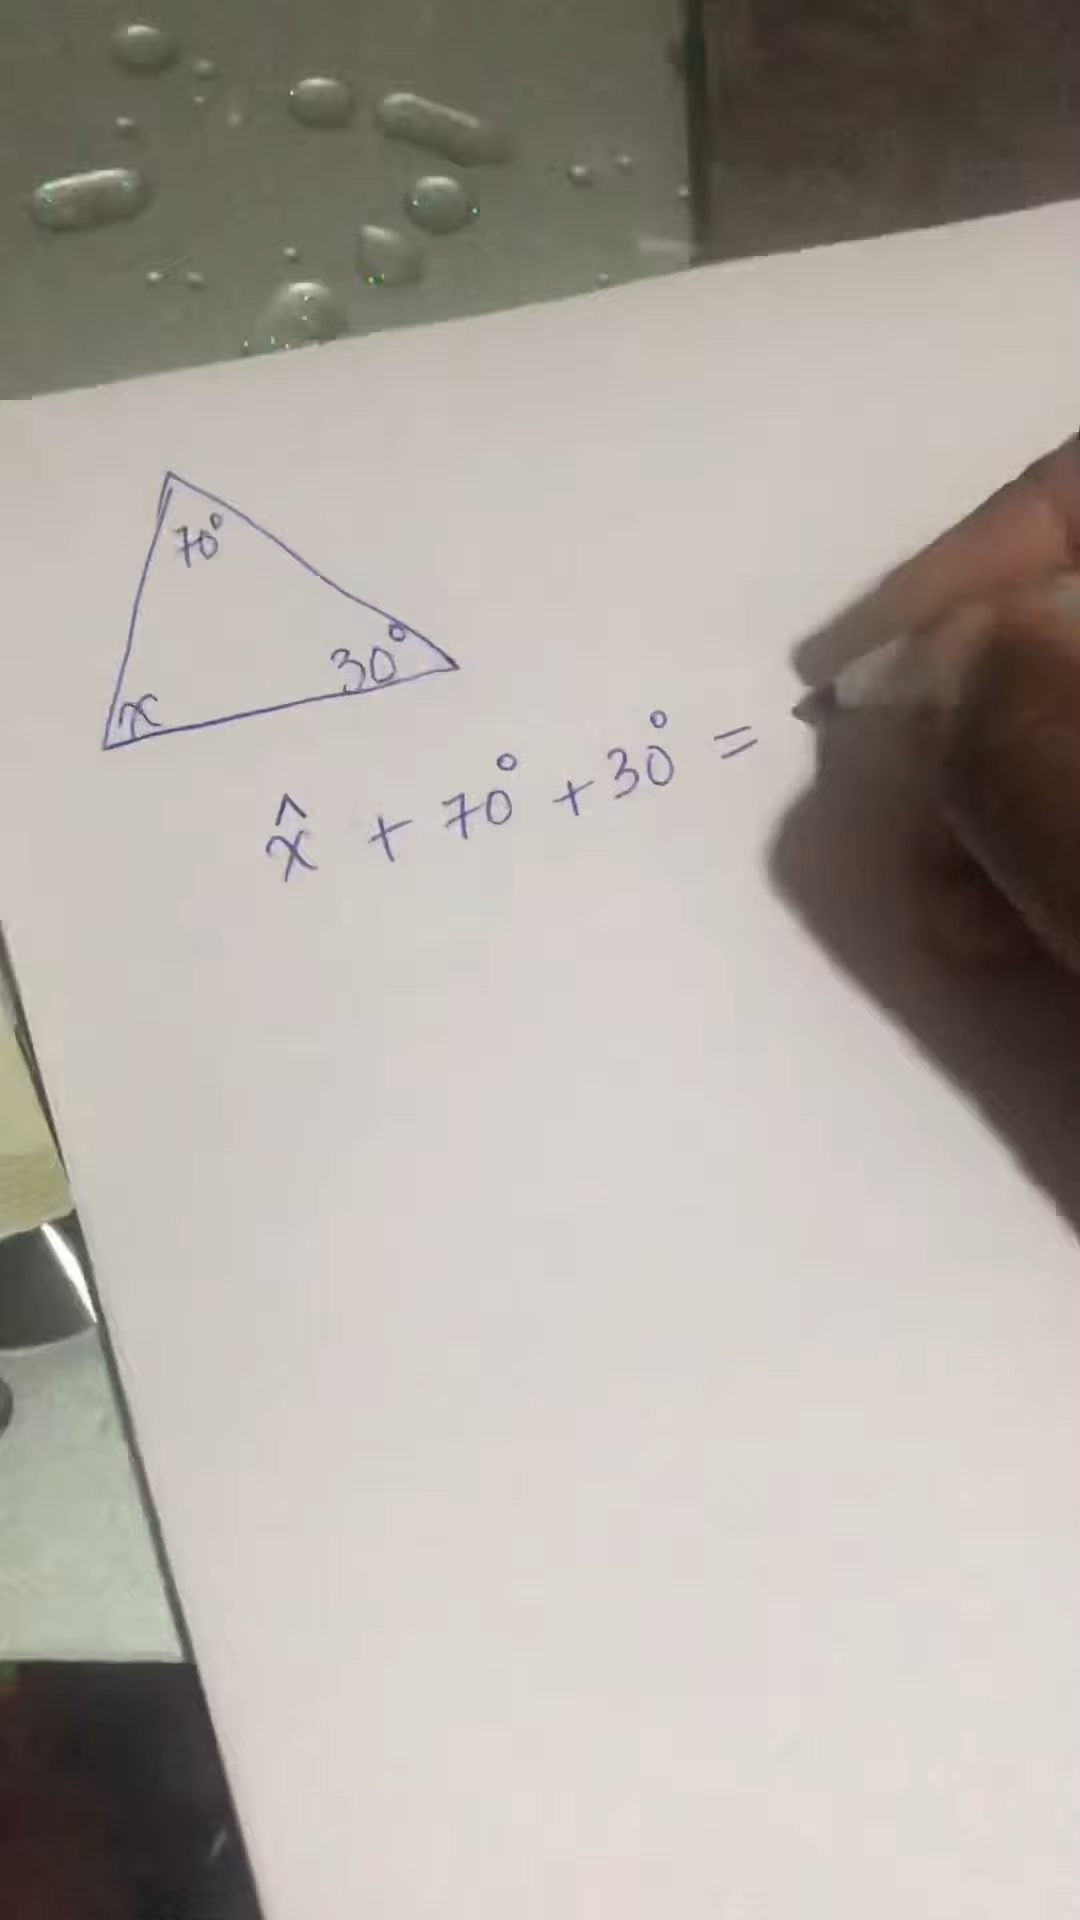 70°
30°
x
x̂ + 70° + 30° =